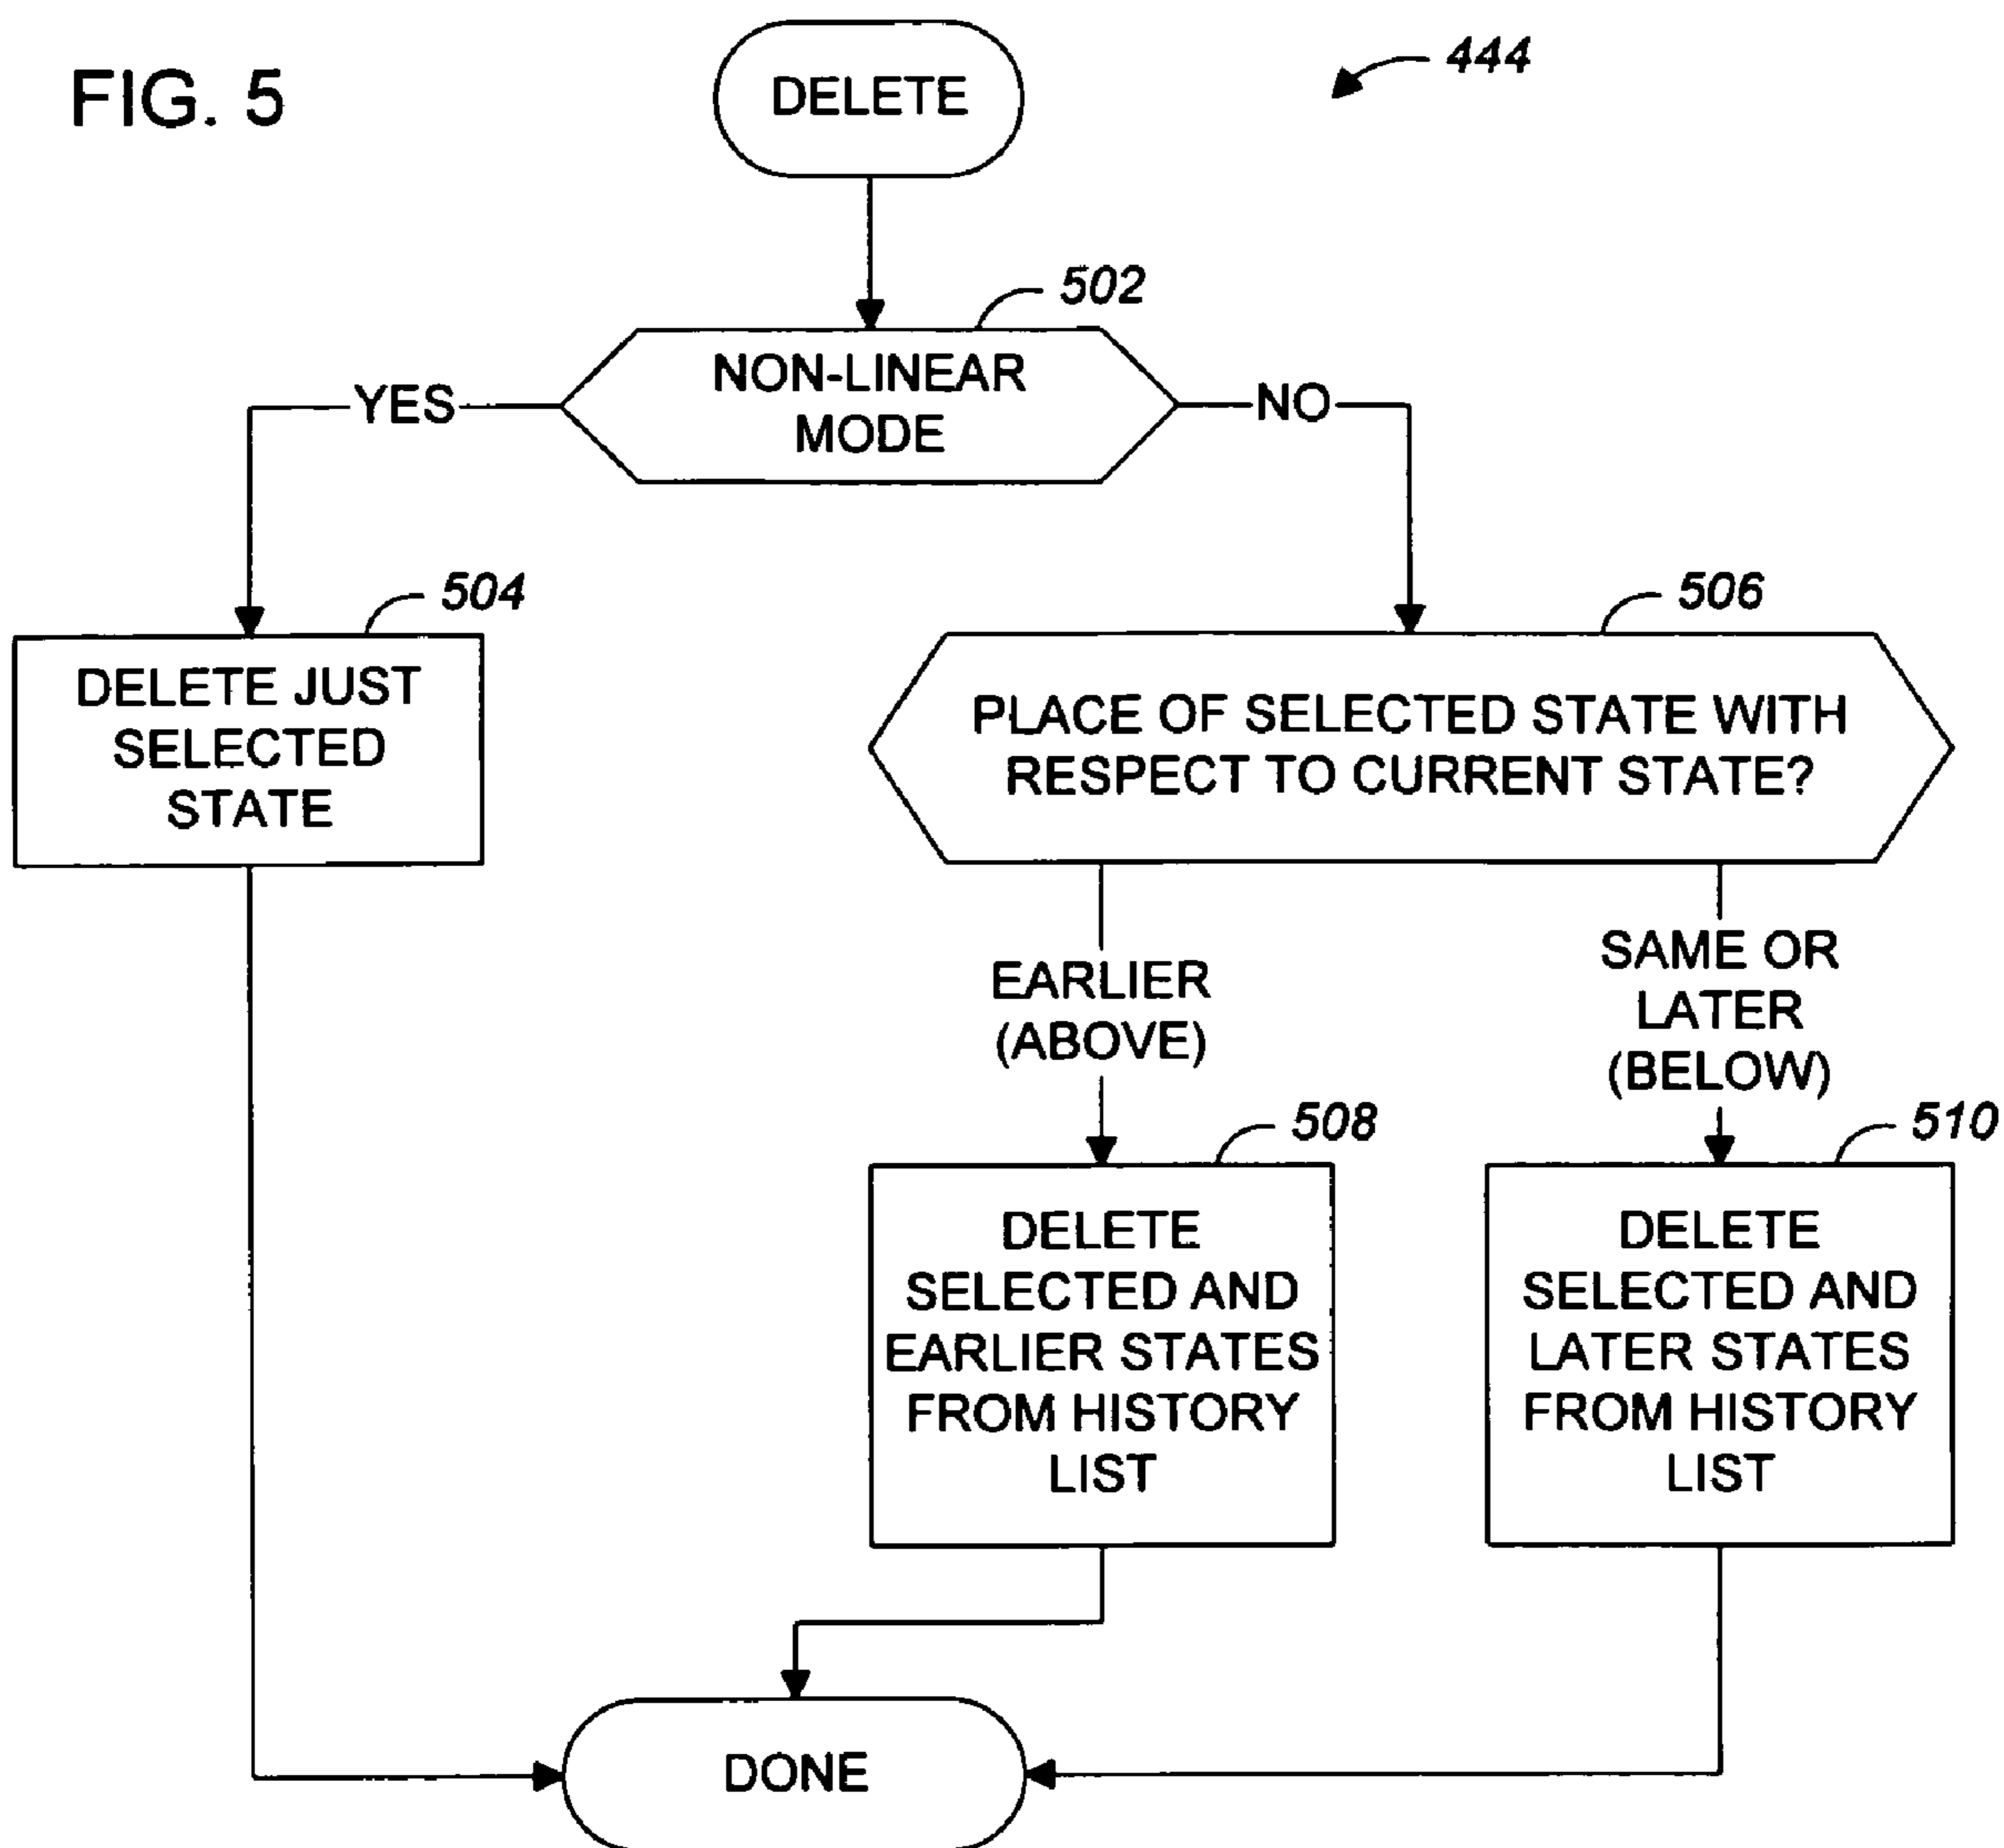 FIG. 5
DELETE
444
502
NON-LINEAR
MODE
YES
NO
504
DELETE JUST
SELECTED
STATE
506
PLACE OF SELECTED STATE WITH
RESPECT TO CURRENT STATE?
EARLIER
(ABOVE)
SAME OR
LATER
(BELOW)
508
DELETE
SELECTED AND
EARLIER STATES
FROM HISTORY
LIST
510
DELETE
SELECTED AND
LATER STATES
FROM HISTORY
LIST
DONE